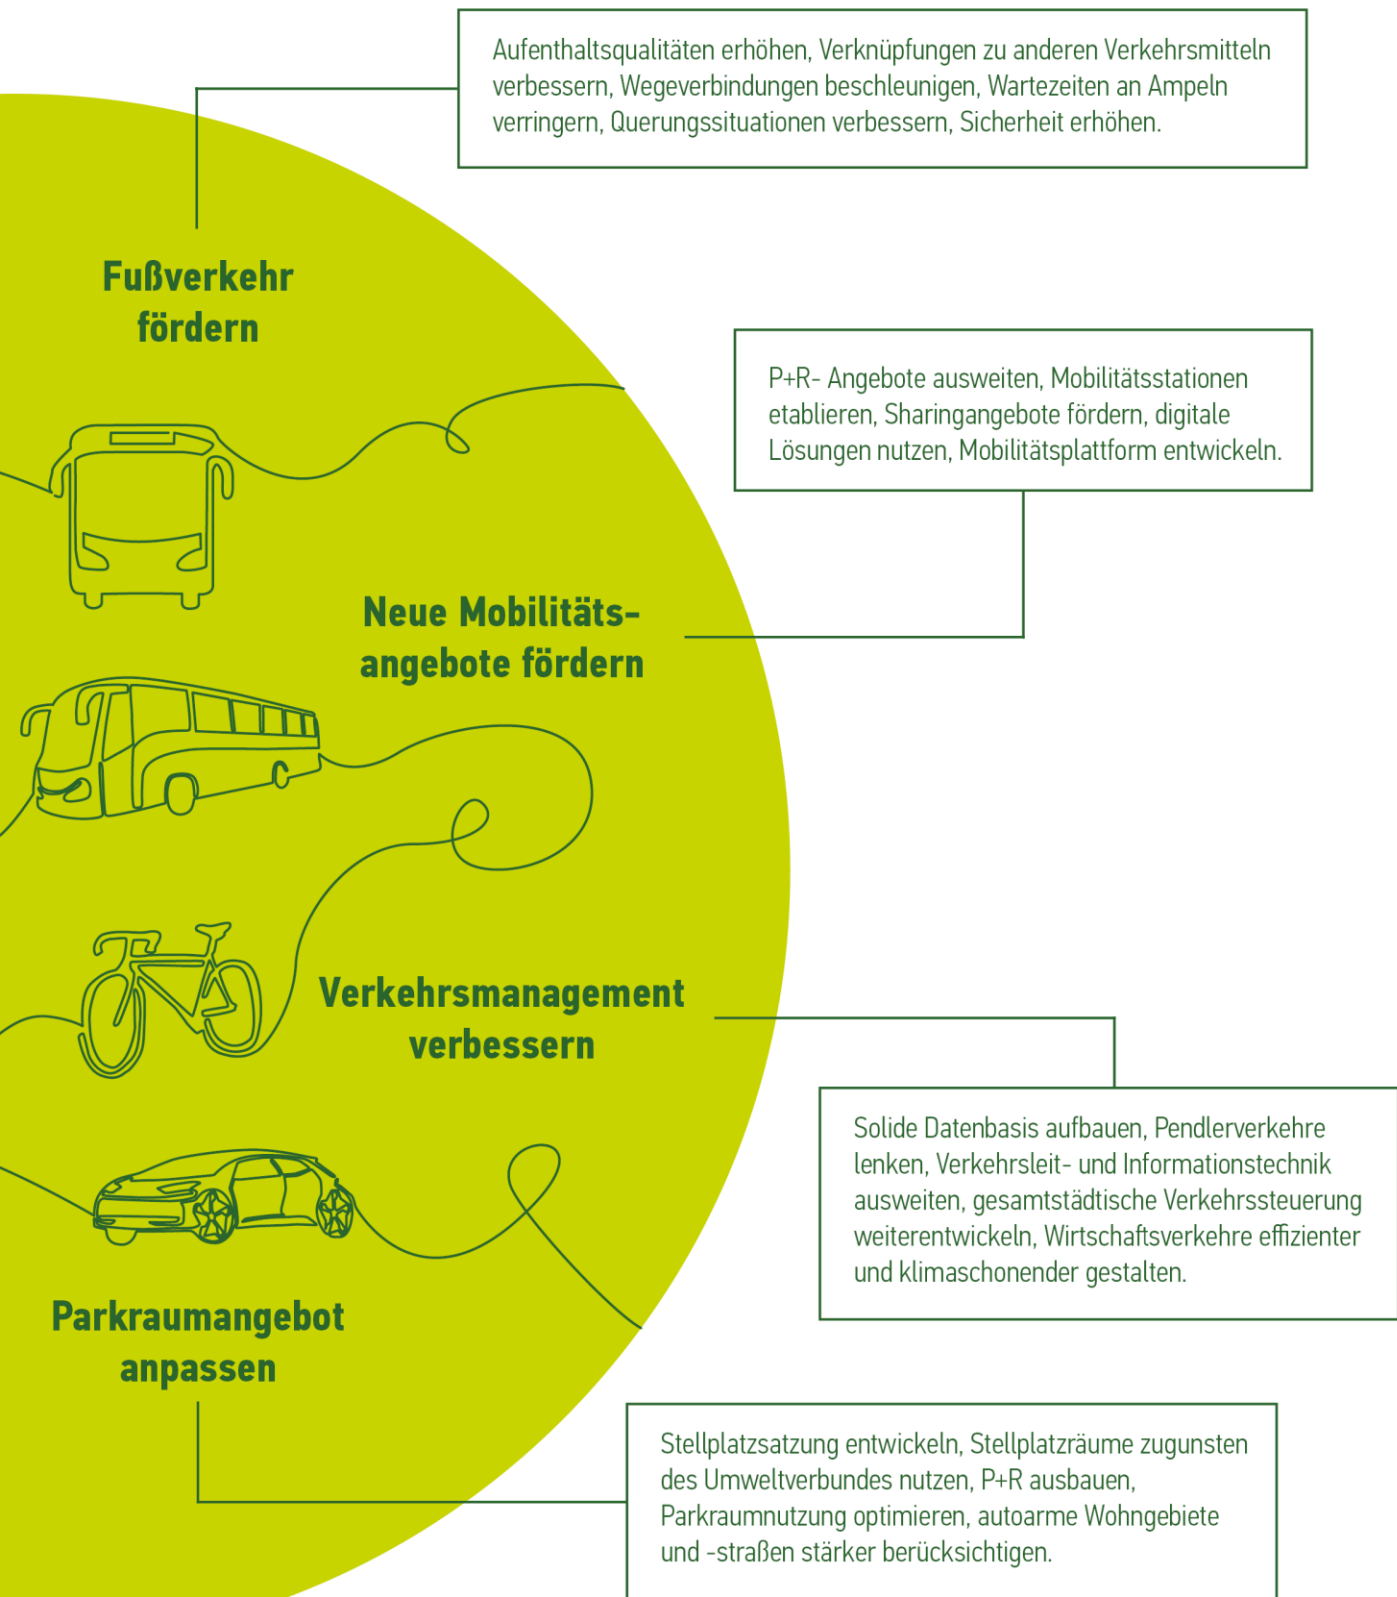 Aufenthaltsqualitäten erhöhen, Verknüpfungen zu anderen Verkehrsmitteln
verbessern, Wegeverbindungen beschleunigen, Wartezeiten an Ampeln
verringern, Querungssituationen verbessern, Sicherheit erhöhen.
Fußverkehr
fördern
P+R- Angebote ausweiten, Mobilitätsstationen
etablieren, Sharingangebote fördern, digitale
Lösungen nutzen, Mobilitätsplattform entwickeln.
Neue Mobilitäts-
angebote fördern
Verkehrsmanagement
verbessern
Solide Datenbasis aufbauen, Pendlerverkehre
lenken, Verkehrsleit- und Informationstechnik
ausweiten, gesamtstädtische Verkehrssteuerung
weiterentwickeln, Wirtschaftsverkehre effizienter
und klimaschonender gestalten.
Parkraumangebot
anpassen
Stellplatzsatzung entwickeln, Stellplatzräume zugunsten
des Umweltverbundes nutzen, P+R ausbauen,
Parkraumnutzung optimieren, autoarme Wohngebiete
und -straßen stärker berücksichtigen.